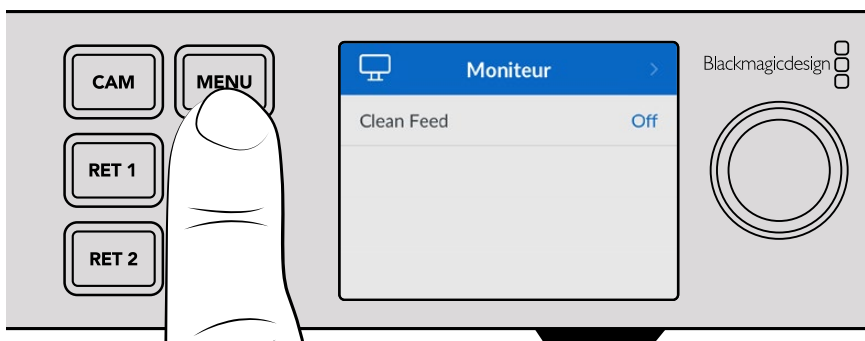 CAM
MENU
RET 1
RET 2
Moniteur
Clean Feed Off
Blackmagicdesign